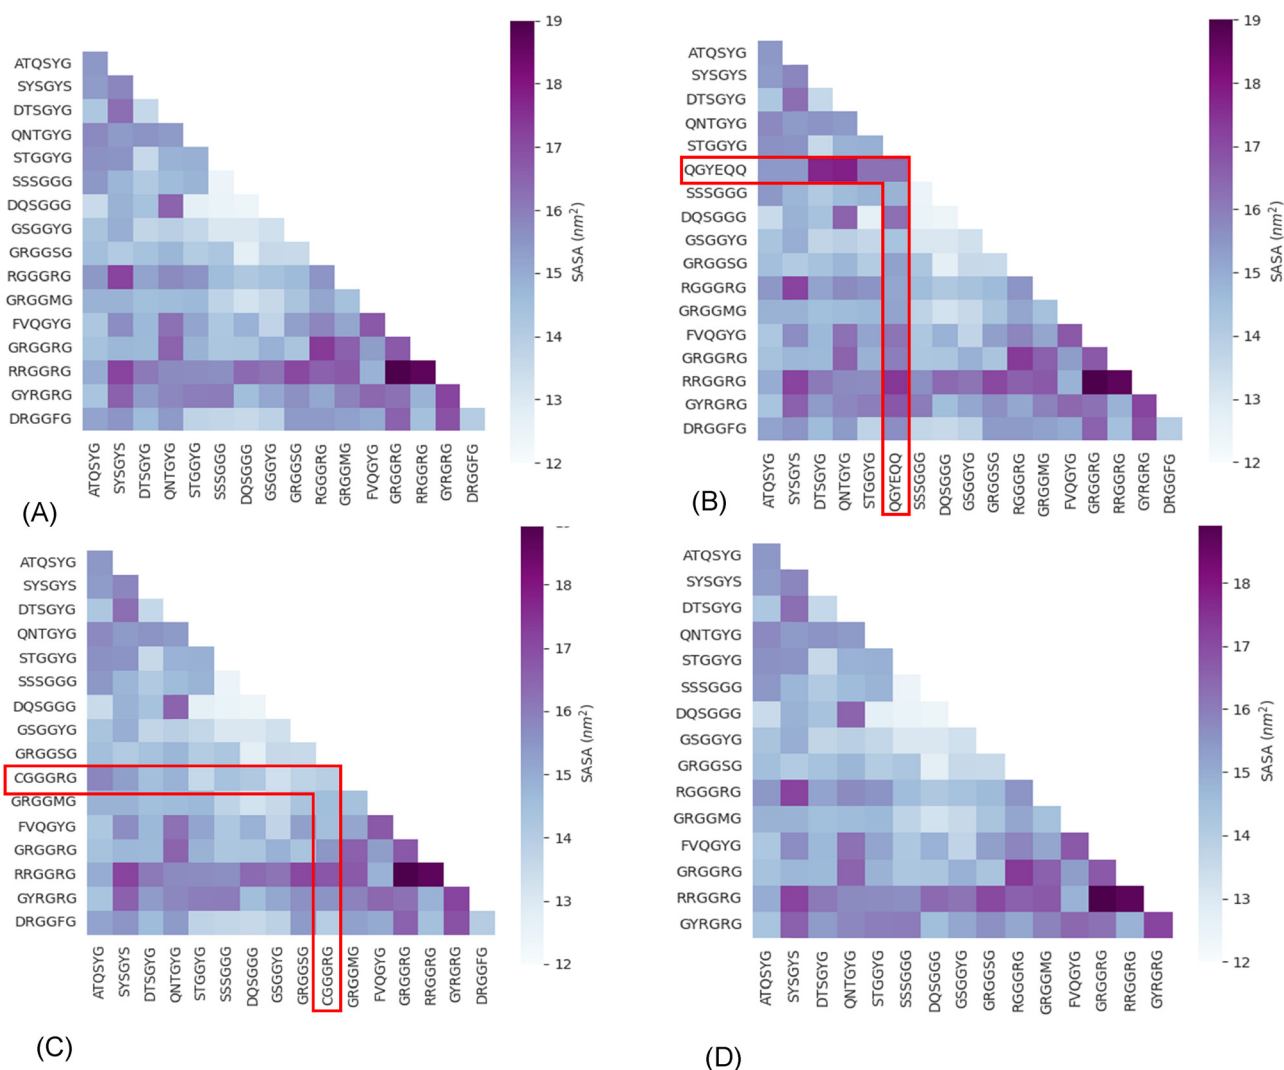 19
18
17
16
15
14
13
12
SASA (nm²)
ATQSYG
SYSGYS
DTSGYG
QNTGYG
STGGYG
SSSGGG
DQSGGG
GSGGYG
GRGGSG
RGGGRG
GRGGMG
FVQGYG
GRGGRG
RRGGRG
GYRGRG
DRGGFG
ATQSYG
SYSGYS
DTSGYG
QNTGYG
STGGYG
SSSGGG
DQSGGG
GSGGYG
GRGGSG
RGGGRG
GRGGMG
FVQGYG
GRGGRG
RRGGRG
GYRGRG
DRGGFG
(A)
19
18
17
16
15
14
13
12
SASA (nm²)
ATQSYG
SYSGYS
DTSGYG
QNTGYG
STGGYG
QGYEQQ
SSSGGG
DQSGGG
GSGGYG
GRGGSG
RGGGRG
GRGGMG
FVQGYG
GRGGRG
RRGGRG
GYRGRG
DRGGFG
ATQSYG
SYSGYS
DTSGYG
QNTGYG
STGGYG
QGYEQQ
SSSGGG
DQSGGG
GSGGYG
GRGGSG
RGGGRG
GRGGMG
FVQGYG
GRGGRG
RRGGRG
GYRGRG
DRGGFG
(B)
18
17
16
15
14
13
12
SASA (nm²)
ATQSYG
SYSGYS
DTSGYG
QNTGYG
STGGYG
SSSGGG
DQSGGG
GSGGYG
GRGGSG
CGGGRG
GRGGMG
FVQGYG
GRGGRG
RRGGRG
GYRGRG
DRGGFG
ATQSYG
SYSGYS
DTSGYG
QNTGYG
STGGYG
SSSGGG
DQSGGG
GSGGYG
GRGGSG
CGGGRG
GRGGMG
FVQGYG
GRGGRG
RRGGRG
GYRGRG
DRGGFG
(C)
18
17
16
15
14
13
12
SASA (nm²)
ATQSYG
SYSGYS
DTSGYG
QNTGYG
STGGYG
SSSGGG
DQSGGG
GSGGYG
GRGGSG
RGGGRG
GRGGMG
FVQGYG
GRGGRG
RRGGRG
GYRGRG
ATQSYG
SYSGYS
DTSGYG
QNTGYG
STGGYG
SSSGGG
DQSGGG
GSGGYG
GRGGSG
RGGGRG
GRGGMG
FVQGYG
GRGGRG
RRGGRG
GYRGRG
(D)